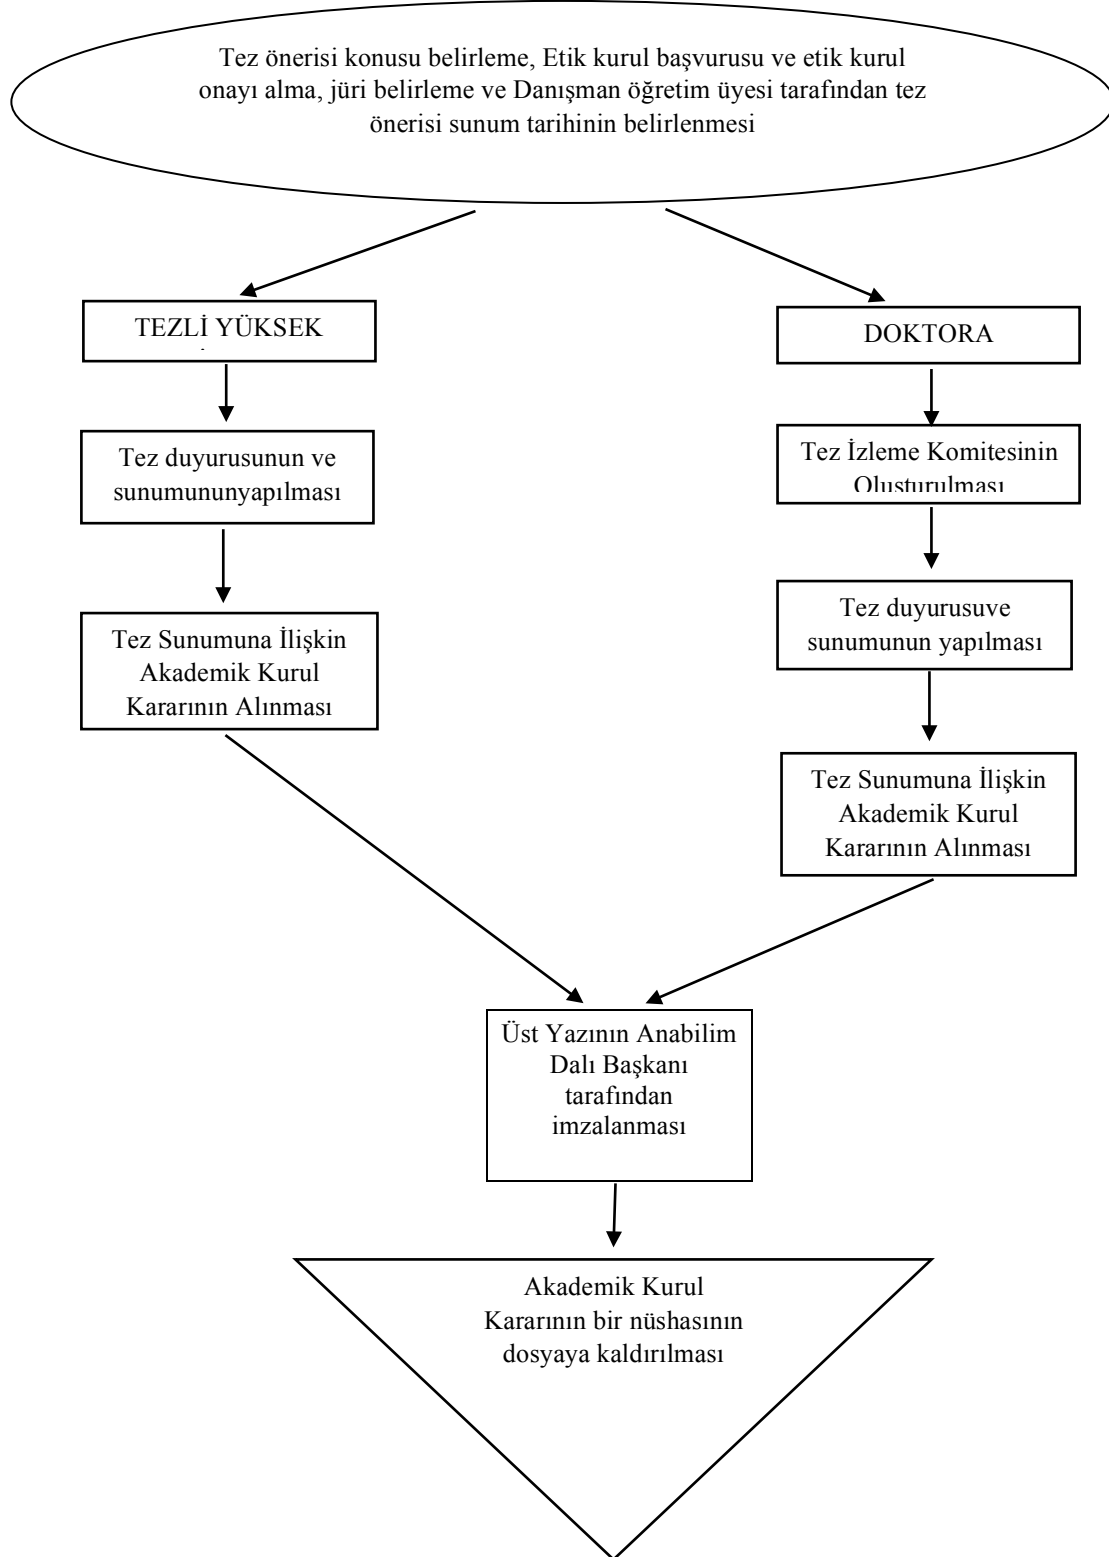 Tez önerisi konusu belirleme, Etik kurul başvurusu ve etik kurul
onayı alma, jüri belirleme ve Danışman öğretim üyesi tarafından tez
önerisi sunum tarihinin belirlenmesi
TEZLİ YÜKSEK
Tez duyurusunun ve
sunumununyapılması
Tez Sunumuna İlişkin
Akademik Kurul
Kararının Alınması
DOKTORA
Tez İzleme Komitesinin
Oluşturulması
Tez duyurusuve
sunumunun yapılması
Tez Sunumuna İlişkin
Akademik Kurul
Kararının Alınması
Üst Yazının Anabilim
Dalı Başkanı
tarafından
imzalanması
Akademik Kurul
Kararının bir nüshasının
dosyaya kaldırılması